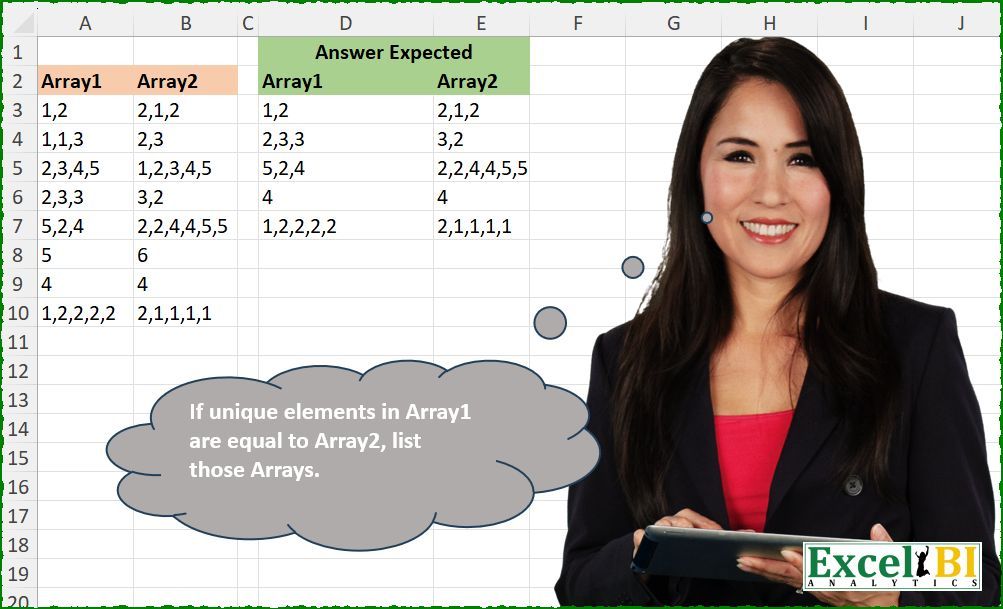 A B C D E F G H I J
1 Answer Expected
2 Array1 Array2 Array1 Array2
3 1,2 2,1,2 1,2 2,1,2
4 1,1,3 2,3 2,3,3 3,2
5 2,3,4,5 1,2,3,4,5 5,2,4 2,2,4,4,5,5
6 2,3,3 3,2 4 4
7 5,2,4 2,2,4,4,5,5 1,2,2,2,2 2,1,1,1,1
8 5 6
9 4 4
10 1,2,2,2,2 2,1,1,1,1
11
12
13
14
15
16
17
18
19
20
If unique elements in Array1
are equal to Array2, list
those Arrays.
Excel BI
ANALYTICS